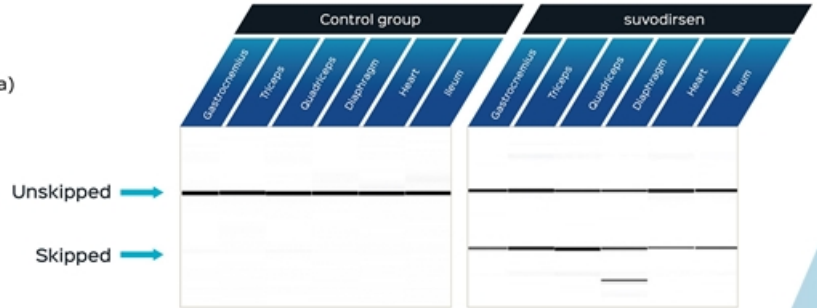 Control group
suvodirsen
a)
Gastrocnemius
Triceps
Quadriceps
Diaphragm
Heart
Ileum
Gastrocnemius
Triceps
Quadriceps
Diaphragm
Heart
Ileum
Unskipped
Skipped